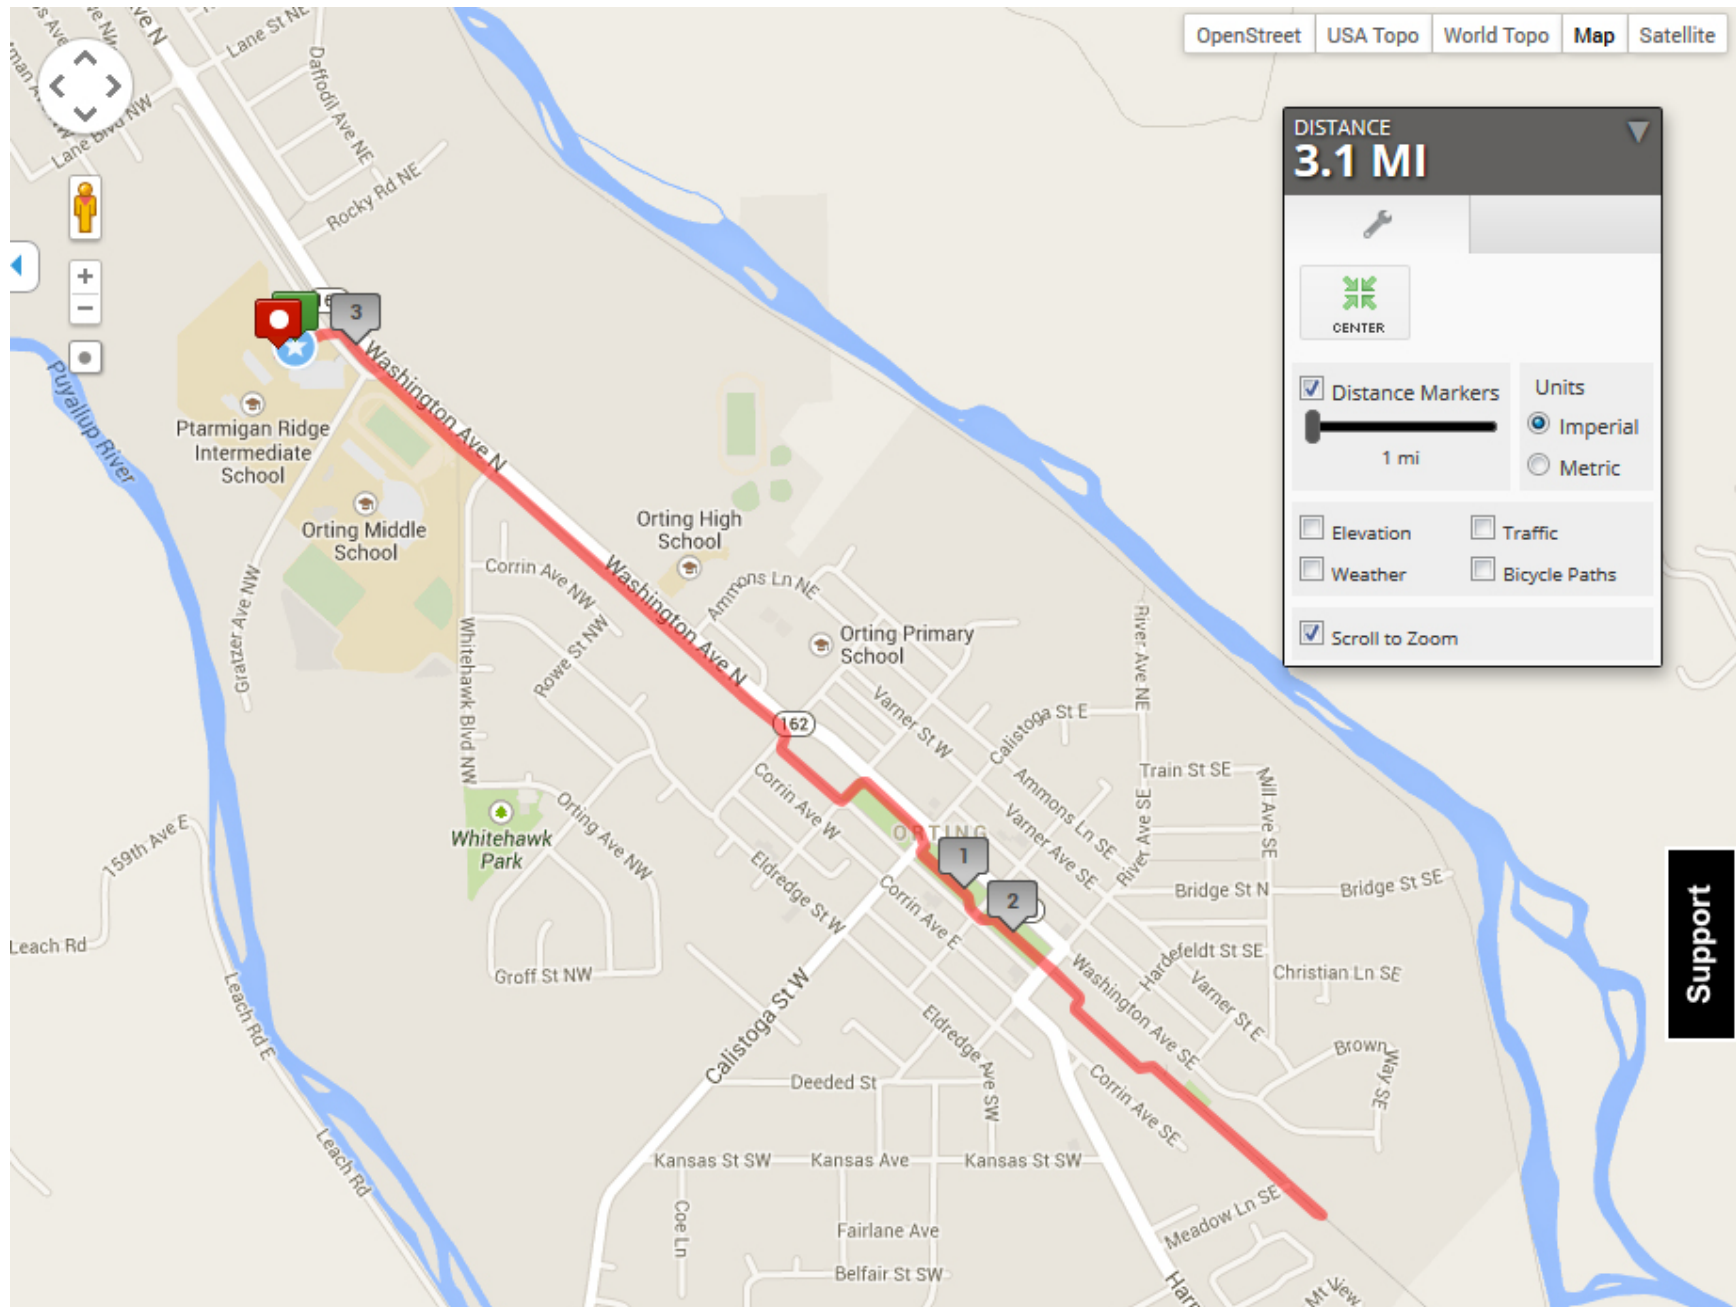 OpenStreet
USA Topo
World Topo
Map
Satellite
DISTANCE
3.1 MI
CENTER
Distance Markers
1 mi
Units
Imperial
Metric
Elevation
Traffic
Weather
Bicycle Paths
Scroll to Zoom
Support
Lane St NE
Daffodil Ave NE
Lane Blvd NW
Rocky Rd NE
3
Washington Ave N
Puyallup River
Ptarmigan Ridge
Intermediate
School
Orting Middle
School
Orting High
School
Gratzer Ave NW
Corrin Ave NW
Washington Ave N
Ammons Ln NE
Orting Primary
School
Rowe St NW
Whitehawk Blvd NW
River Ave NE
Varner St W
Calistoga St E
162
Train St SE
Mill Ave SE
Corrin Ave W
Ammons Ln SE
Orting Ave NW
Whitehawk
Park
159th Ave E
ORTING
1
2
Varner Ave SE
River Ave SE
Eldredge St W
Corrin Ave E
Bridge St N
Bridge St SE
Leach Rd
Groff St NW
Hardefeldt St SE
Christian Ln SE
Washington Ave SE
Varner St E
Calistoga St W
Eldredge Ave SW
Leach Rd E
Brown
Way SE
Deeded St
Corrin Ave SE
Leach Rd
Kansas St SW
Kansas Ave
Kansas St SW
Coe Ln
Fairlane Ave
Meadow Ln SE
Belfair St SW
Mt View